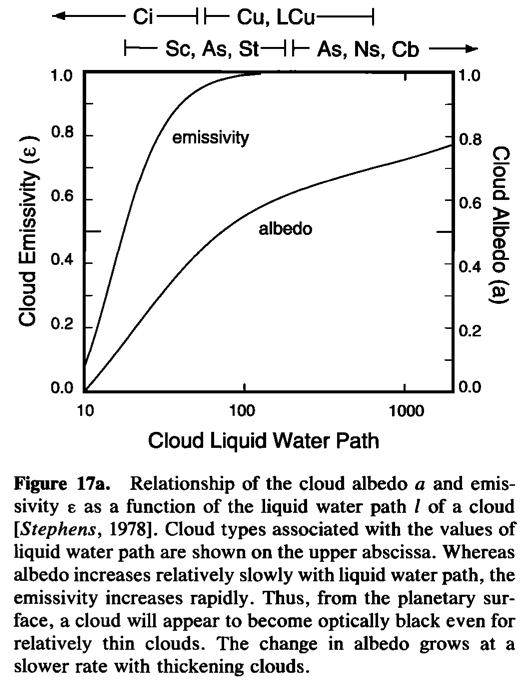 Ci Cu, LCu
Sc, As, St As, Ns, Cb
1.0 1.0
0.8 0.8
0.6 0.6
0.4 0.4
0.2 0.2
0.0 0.0
Cloud Emissivity (ε)
Cloud Albedo (a)
emissivity
albedo
10 100 1000
Cloud Liquid Water Path
Figure 17a. Relationship of the cloud albedo a and emis-
sivity ε as a function of the liquid water path l of a cloud
[Stephens, 1978]. Cloud types associated with the values of
liquid water path are shown on the upper abscissa. Whereas
albedo increases relatively slowly with liquid water path, the
emissivity increases rapidly. Thus, from the planetary sur-
face, a cloud will appear to become optically black even for
relatively thin clouds. The change in albedo grows at a
slower rate with thickening clouds.